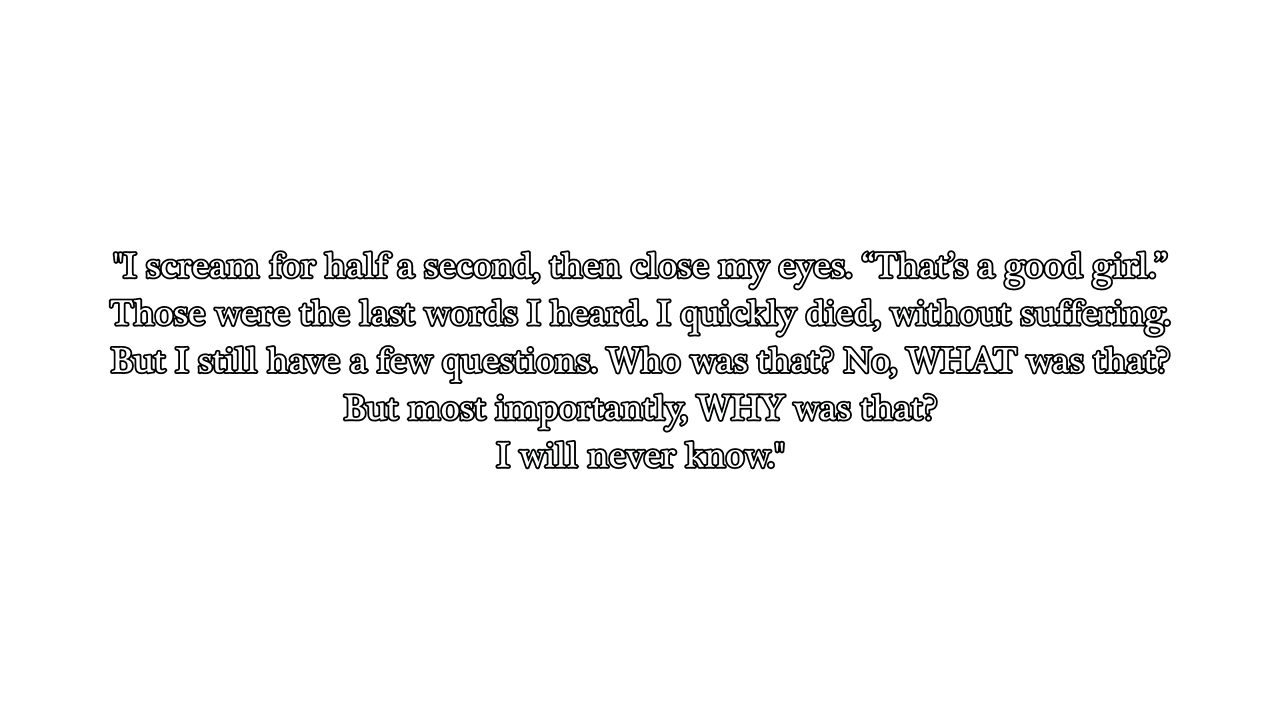 "I scream for half a second, then close my eyes. “That’s a good girl.”
Those were the last words I heard. I quickly died, without suffering.
But I still have a few questions. Who was that? No, WHAT was that?
But most importantly, WHY was that?
I will never know."